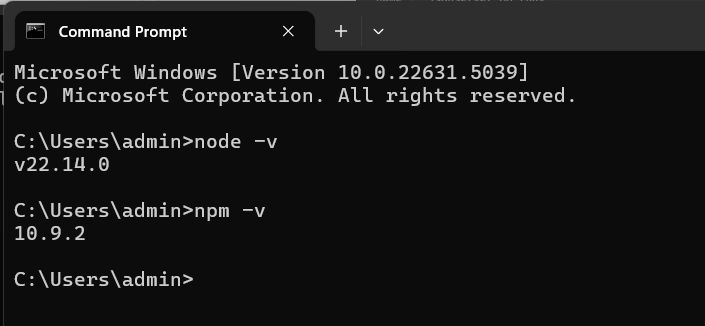 Command Prompt
Microsoft Windows [Version 10.0.22631.5039]
(c) Microsoft Corporation. All rights reserved.
C:\Users\admin>node -v
v22.14.0
C:\Users\admin>npm -v
10.9.2
C:\Users\admin>